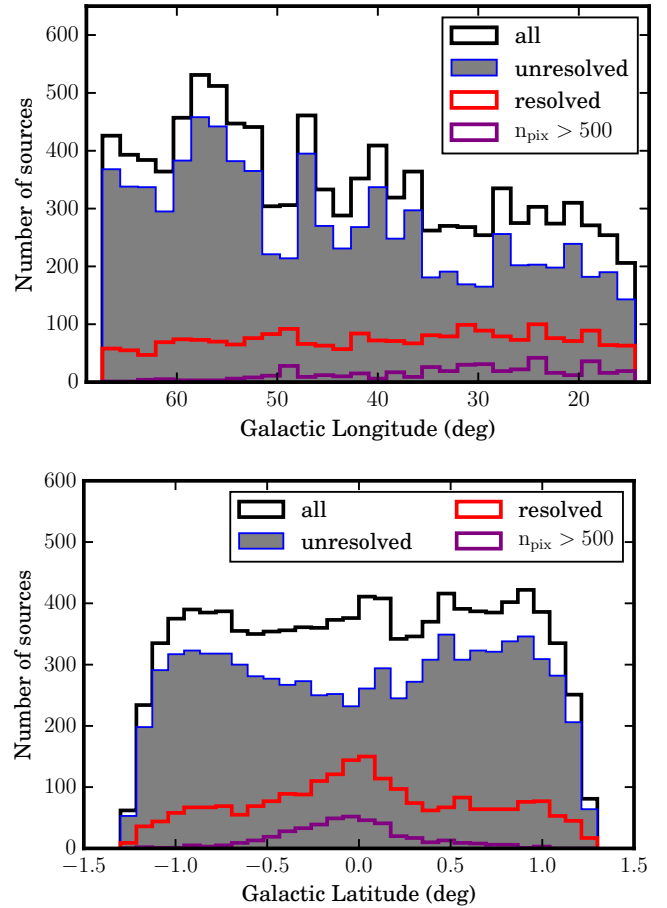 600
500
400
300
200
100
0
Number of sources
all
unresolved
resolved
n_pix > 500
60 50 40 30 20
Galactic Longitude (deg)
600
500
400
300
200
100
0
Number of sources
all resolved
unresolved n_pix > 500
−1.5 −1.0 −0.5 0.0 0.5 1.0 1.5
Galactic Latitude (deg)